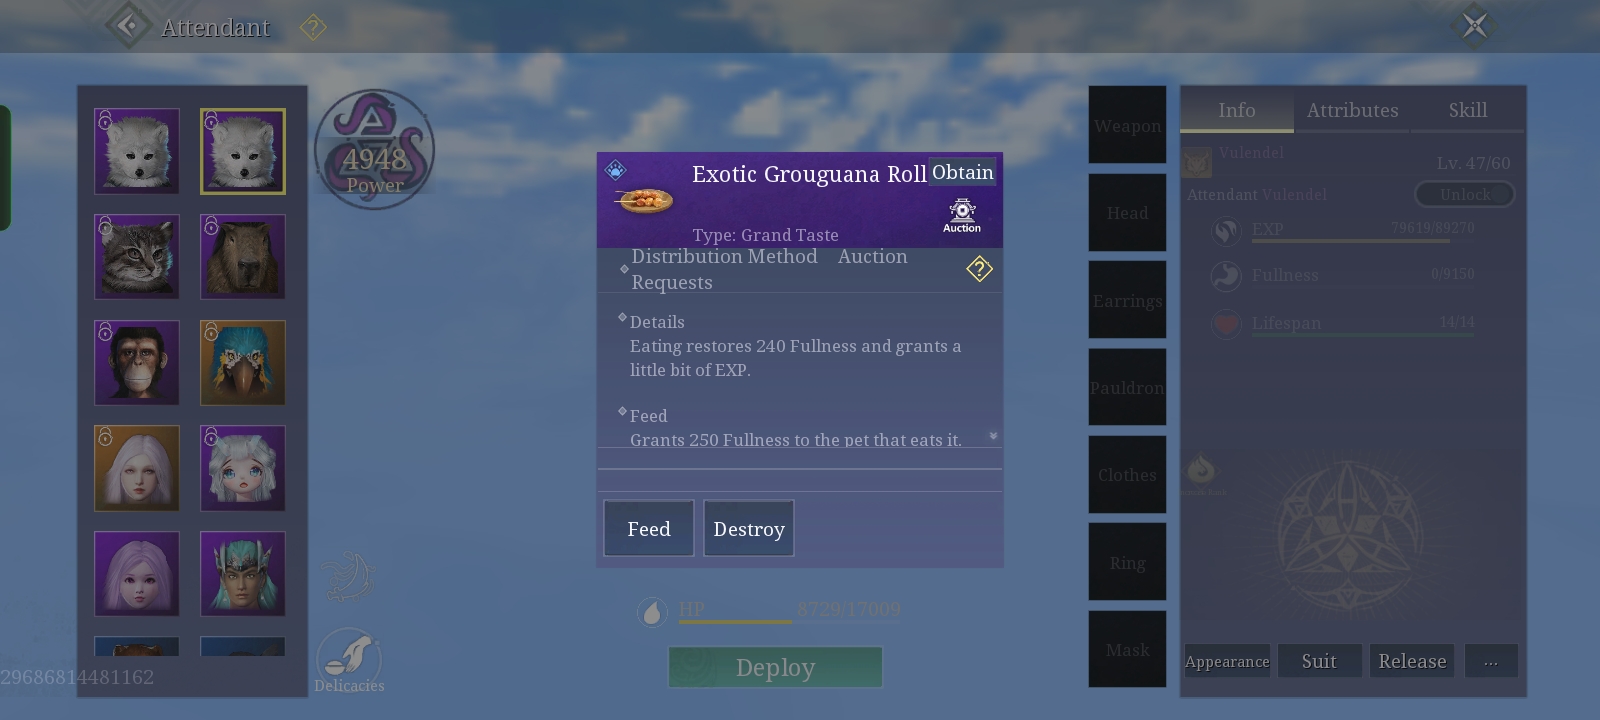 Attendant
?
4948
Power
Exotic Grouguana Roll
Obtain
Auction
Type: Grand Taste
Distribution Method Auction
Requests
?
Details
Eating restores 240 Fullness and grants a
little bit of EXP.
Feed
Grants 250 Fullness to the pet that eats it.
Feed
Destroy
HP 8729/17009
Deploy
Delicacies
29686814481162
Weapon
Head
Earrings
Pauldron
Clothes
Ring
Mask
Info
Attributes
Skill
Vulendel
Lv. 47/60
Attendant Vulendel
Unlock
EXP 79619/89270
Fullness 0/9150
Lifespan 14/14
Appearance
Suit
Release
...